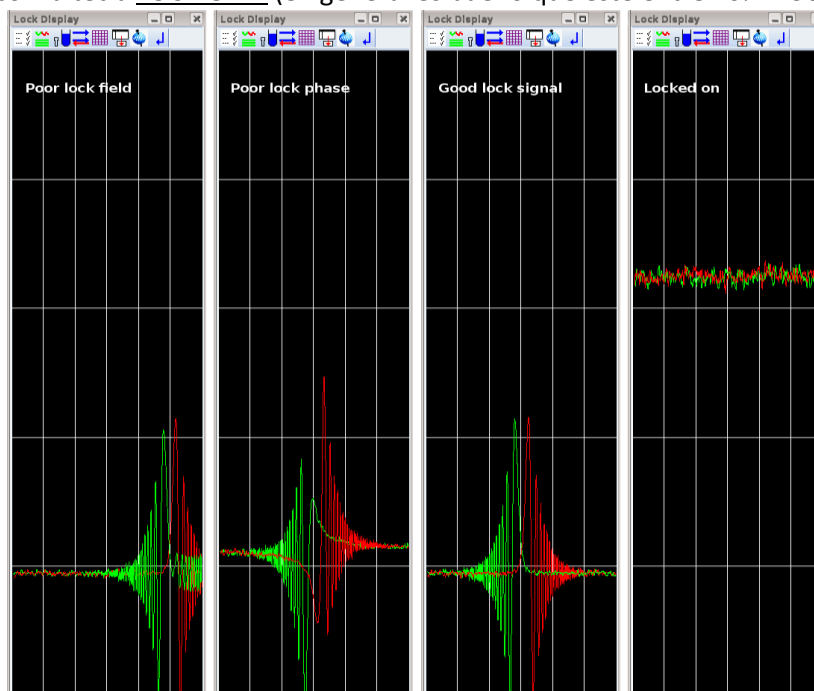 Lock Display
Lock Display
Lock Display
Lock Display
Poor lock field
Poor lock phase
Good lock signal
Locked on